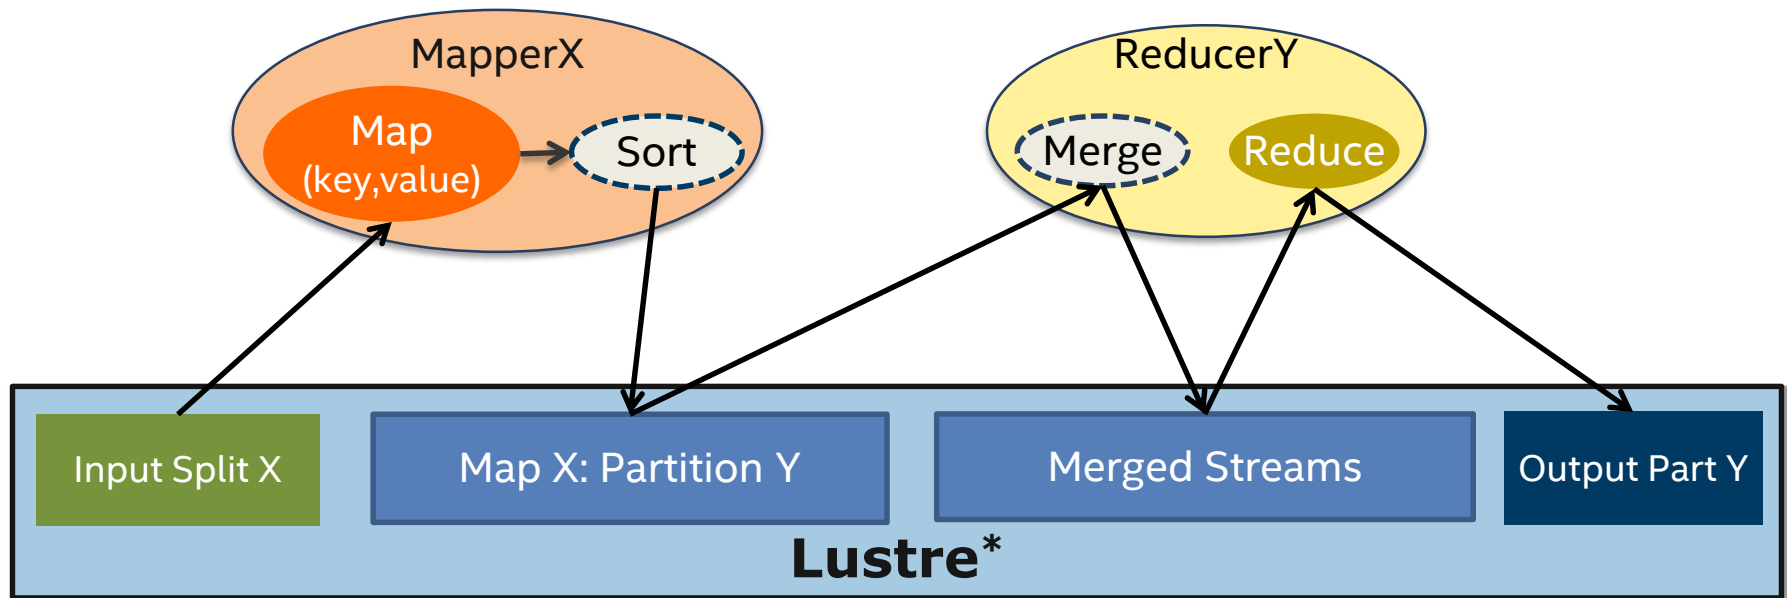 MapperX
Map
(key,value)
Sort
ReducerY
Merge
Reduce
Input Split X
Map X: Partition Y
Merged Streams
Output Part Y
Lustre*